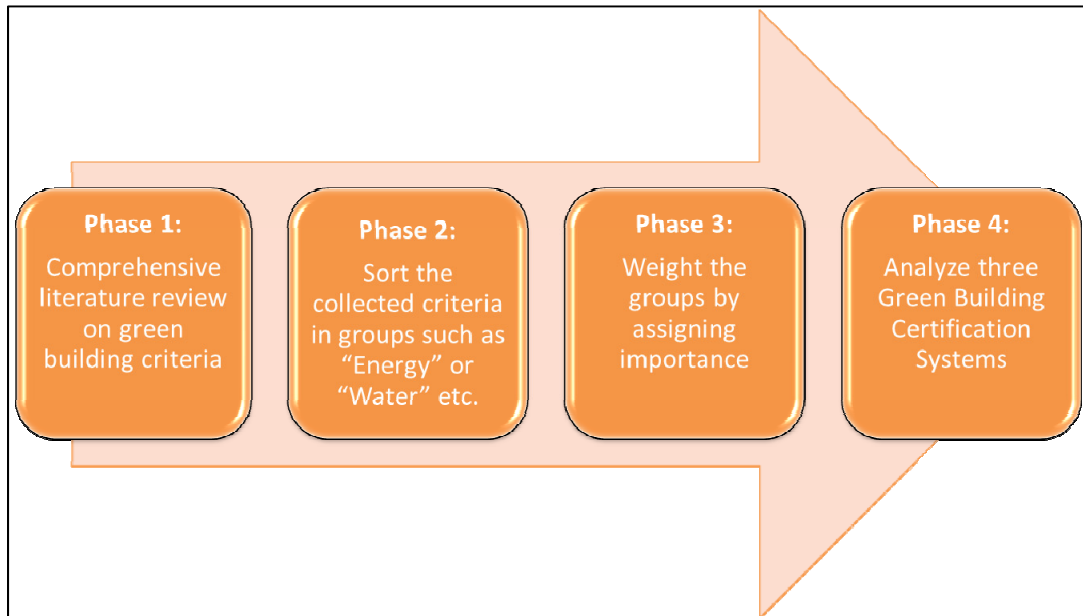 Phase 1:
Comprehensive
literature review
on green
building criteria
Phase 2:
Sort the
collected criteria
in groups such as
“Energy” or
“Water” etc.
Phase 3:
Weight the
groups by
assigning
importance
Phase 4:
Analyze three
Green Building
Certification
Systems